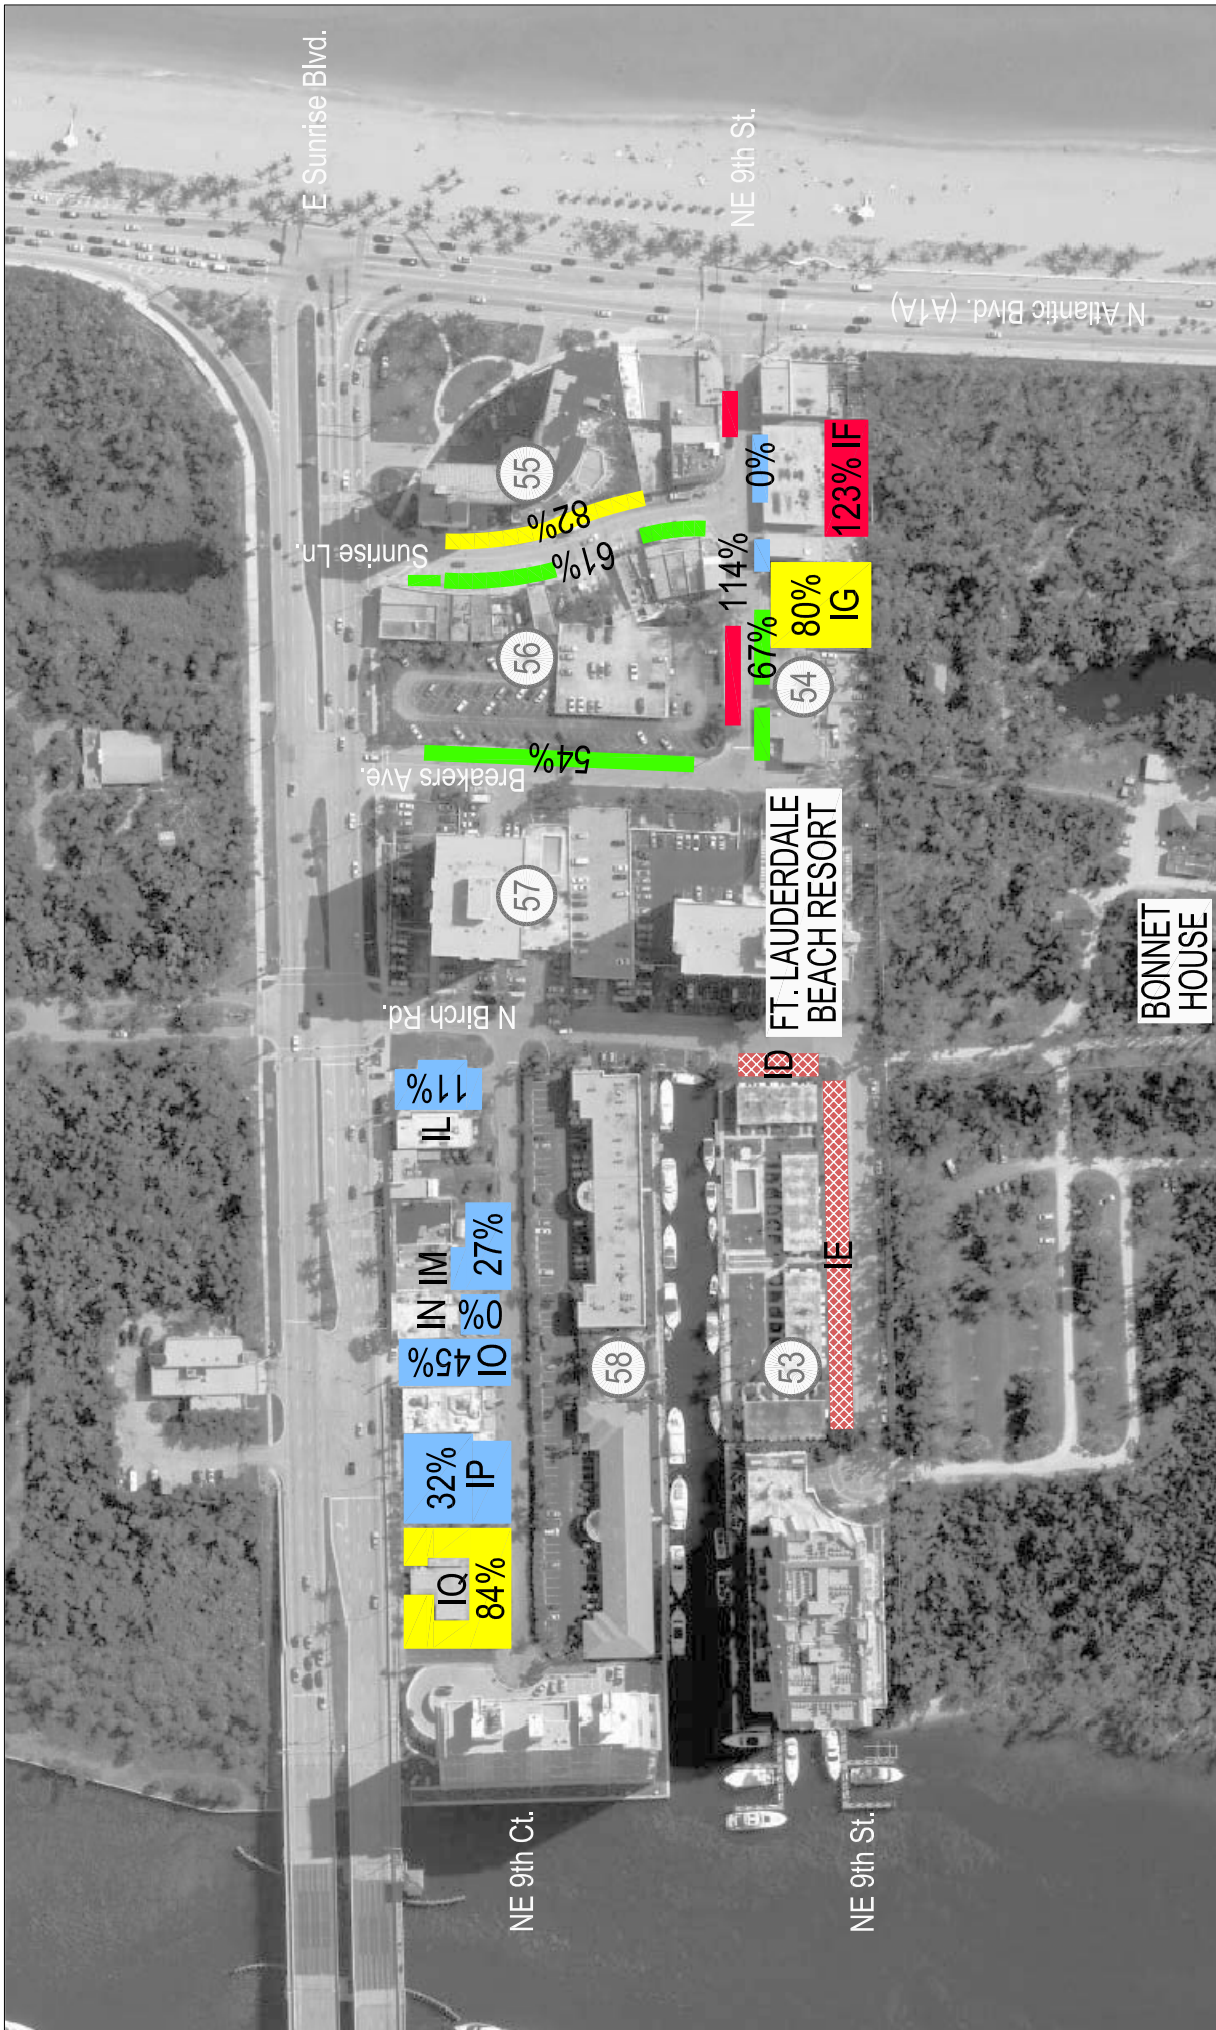 E Sunrise Blvd.
NE 9th St.
N Atlantic Blvd. (A1A)
55
82%
Sunrise Ln.
61%
0%
123% IF
114%
80%
IG
67%
56
54
54%
Breakers Ave.
57
FT. LAUDERDALE
BEACH RESORT
BONNET
HOUSE
N Birch Rd.
11%
IL
ID
IE
27%
IM
IN
0%
IO
45%
58
53
32%
IP
IQ
84%
NE 9th Ct.
NE 9th St.